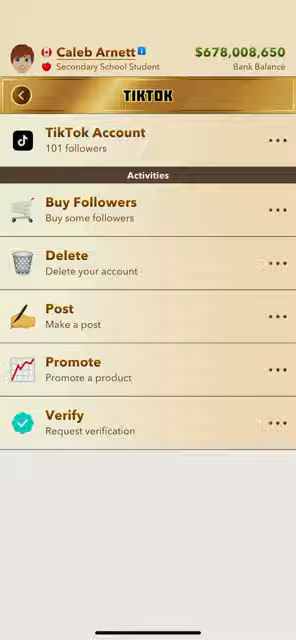 Caleb Arnett
$678,008,650
Secondary School Student
Bank Balance
TIKTOK
TikTok Account
101 followers
Activities
Buy Followers
Buy some followers
Delete
Delete your account
Post
Make a post
Promote
Promote a product
Verify
Request verification